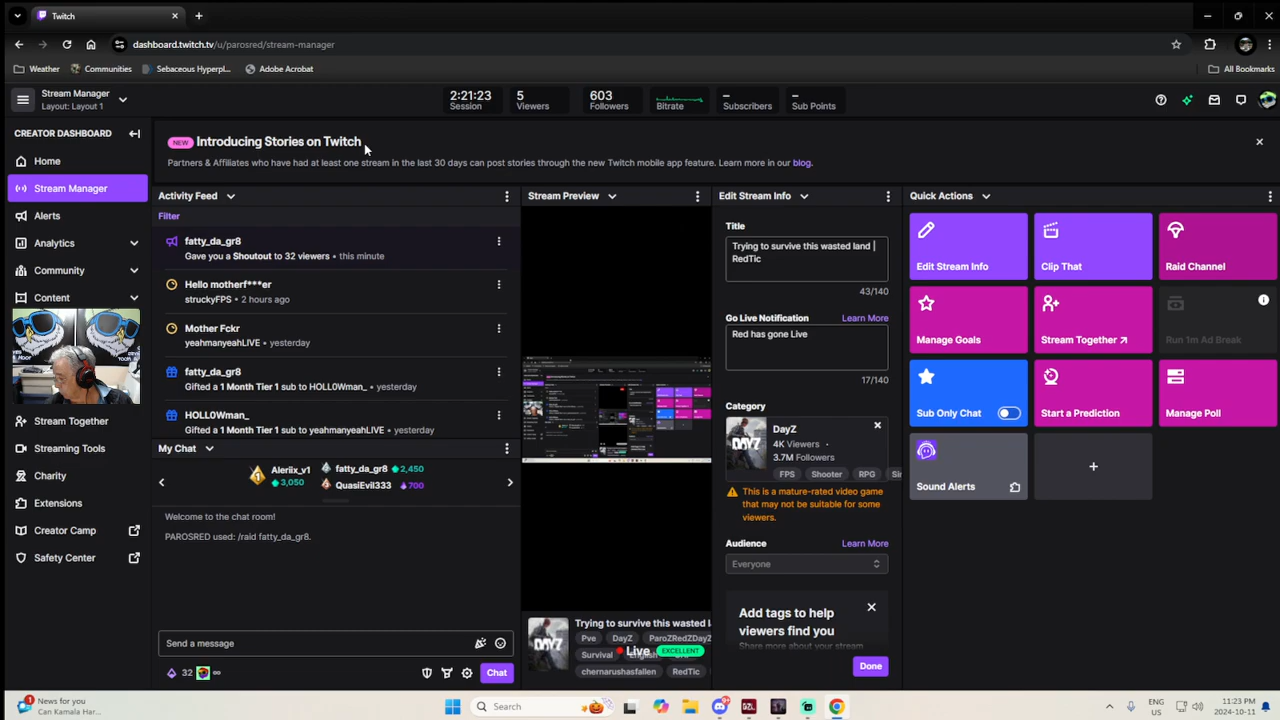 Twitch
dashboard.twitch.tv/u/parosred/stream-manager
Weather
Communities
Sebaceous Hyperpl...
Adobe Acrobat
All Bookmarks
Stream Manager
Layout: Layout 1
2:21:23
Session
5
Viewers
603
Followers
Bitrate
–
Subscribers
–
Sub Points
CREATOR DASHBOARD
Home
Stream Manager
Alerts
Analytics
Community
Content
Stream Together
Streaming Tools
Charity
Extensions
Creator Camp
Safety Center
NEW Introducing Stories on Twitch
Partners & Affiliates who have had at least one stream in the last 30 days can post stories through the new Twitch mobile app feature. Learn more in our blog.
Activity Feed
Filter
fatty_da_gr8
Gave you a Shoutout to 32 viewers • this minute
Hello motherf***er
struckyFPS • 2 hours ago
Mother Fckr
yeahmanyeahLIVE • yesterday
fatty_da_gr8
Gifted a 1 Month Tier 1 sub to HOLL0Wman_ • yesterday
HOLL0Wman_
Gifted a 1 Month Tier 1 sub to yeahmanyeahLIVE • yesterday
My Chat
Aleriix_v1
3,050
fatty_da_gr8 2,450
QuasiEvil333 700
Welcome to the chat room!
PAROSRED used: /raid fatty_da_gr8.
Send a message
32
∞
Chat
Stream Preview
Trying to survive this wasted l
Pve DayZ ParoZRedZDayZ
Survival
Live EXCELLENT
chernarushasfallen RedTic
Edit Stream Info
Title
Trying to survive this wasted land |
RedTic
43/140
Go Live Notification Learn More
Red has gone Live
17/140
Category
DayZ
4K Viewers •
3.7M Followers
FPS Shooter RPG
This is a mature-rated video game
that may not be suitable for some
viewers.
Audience Learn More
Everyone
Add tags to help
viewers find you
Share more about your stream
Done
Quick Actions
Edit Stream Info
Clip That
Raid Channel
Manage Goals
Stream Together ↗
Run 1m Ad Break
Sub Only Chat
Start a Prediction
Manage Poll
Sound Alerts
+
1
News for you
Can Kamala Har...
Search
ENG
US
11:23 PM
2024-10-11